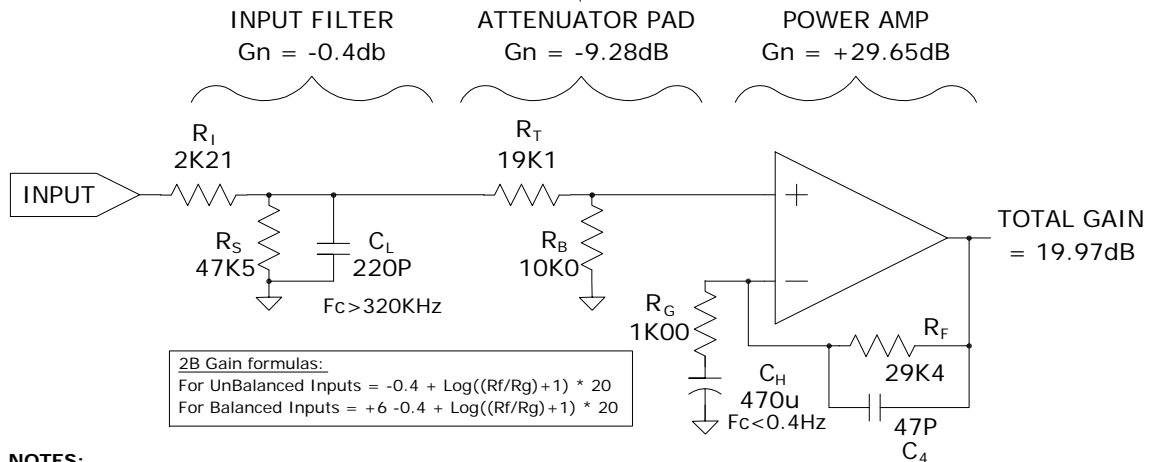 INPUT FILTER
Gn = -0.4db
ATTENUATOR PAD
Gn = -9.28dB
POWER AMP
Gn = +29.65dB
INPUT
RI
2K21
RS
47K5
CL
220P
Fc>320KHz
RT
19K1
RB
10K0
RG
1K00
CH
470u
Fc<0.4Hz
RF
29K4
47P
C4
TOTAL GAIN
= 19.97dB
2B Gain formulas:
For UnBalanced Inputs = -0.4 + Log((Rf/Rg)+1) * 20
For Balanced Inputs = +6 -0.4 + Log((Rf/Rg)+1) * 20
NOTES: